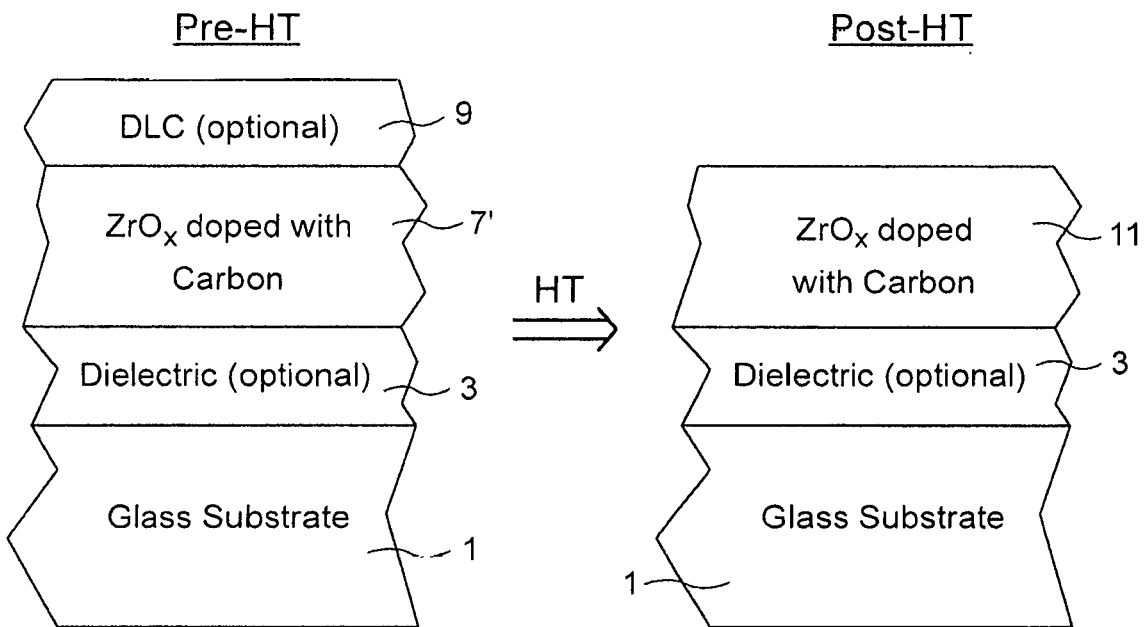 Pre-HT
DLC (optional)
9
ZrOx doped with
Carbon
7'
Dielectric (optional)
3
Glass Substrate
1
HT
Post-HT
ZrOx doped
with Carbon
11
Dielectric (optional)
3
Glass Substrate
1